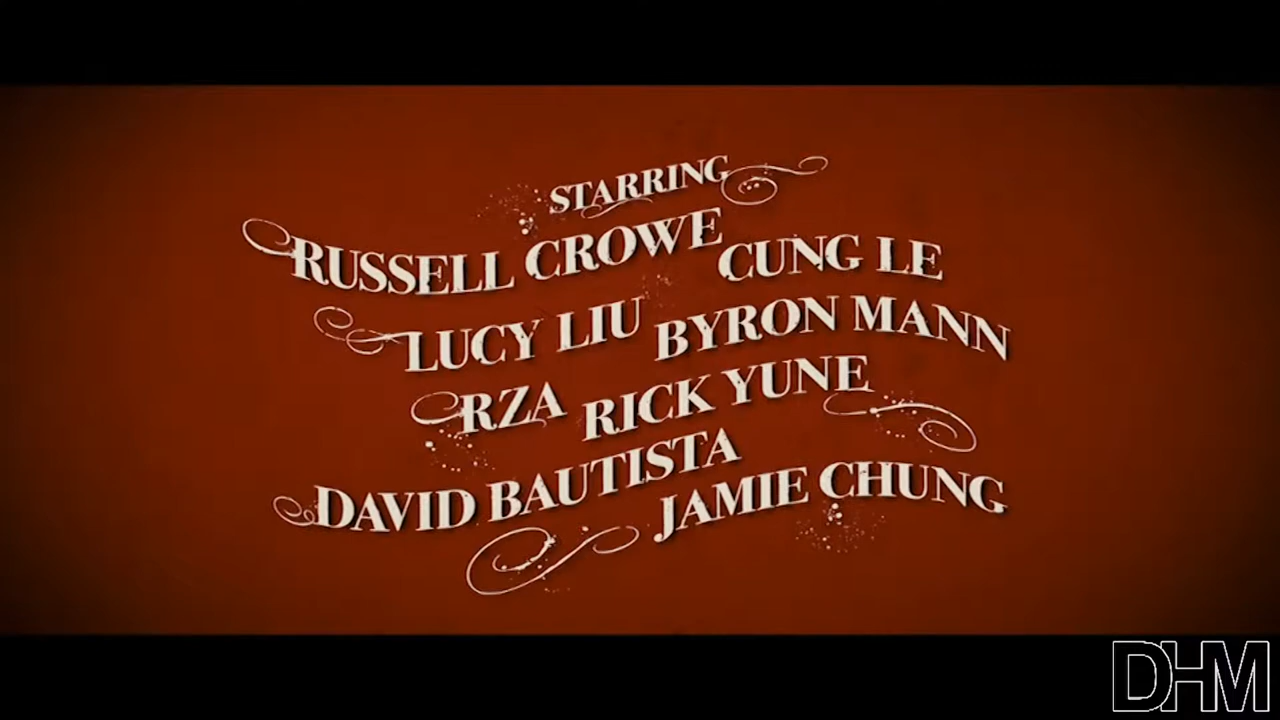 STARRING
RUSSELL CROWE
CUNG LE
LUCY LIU
BYRON MANN
RZA
RICK YUNE
DAVID BAUTISTA
JAMIE CHUNG
DHM